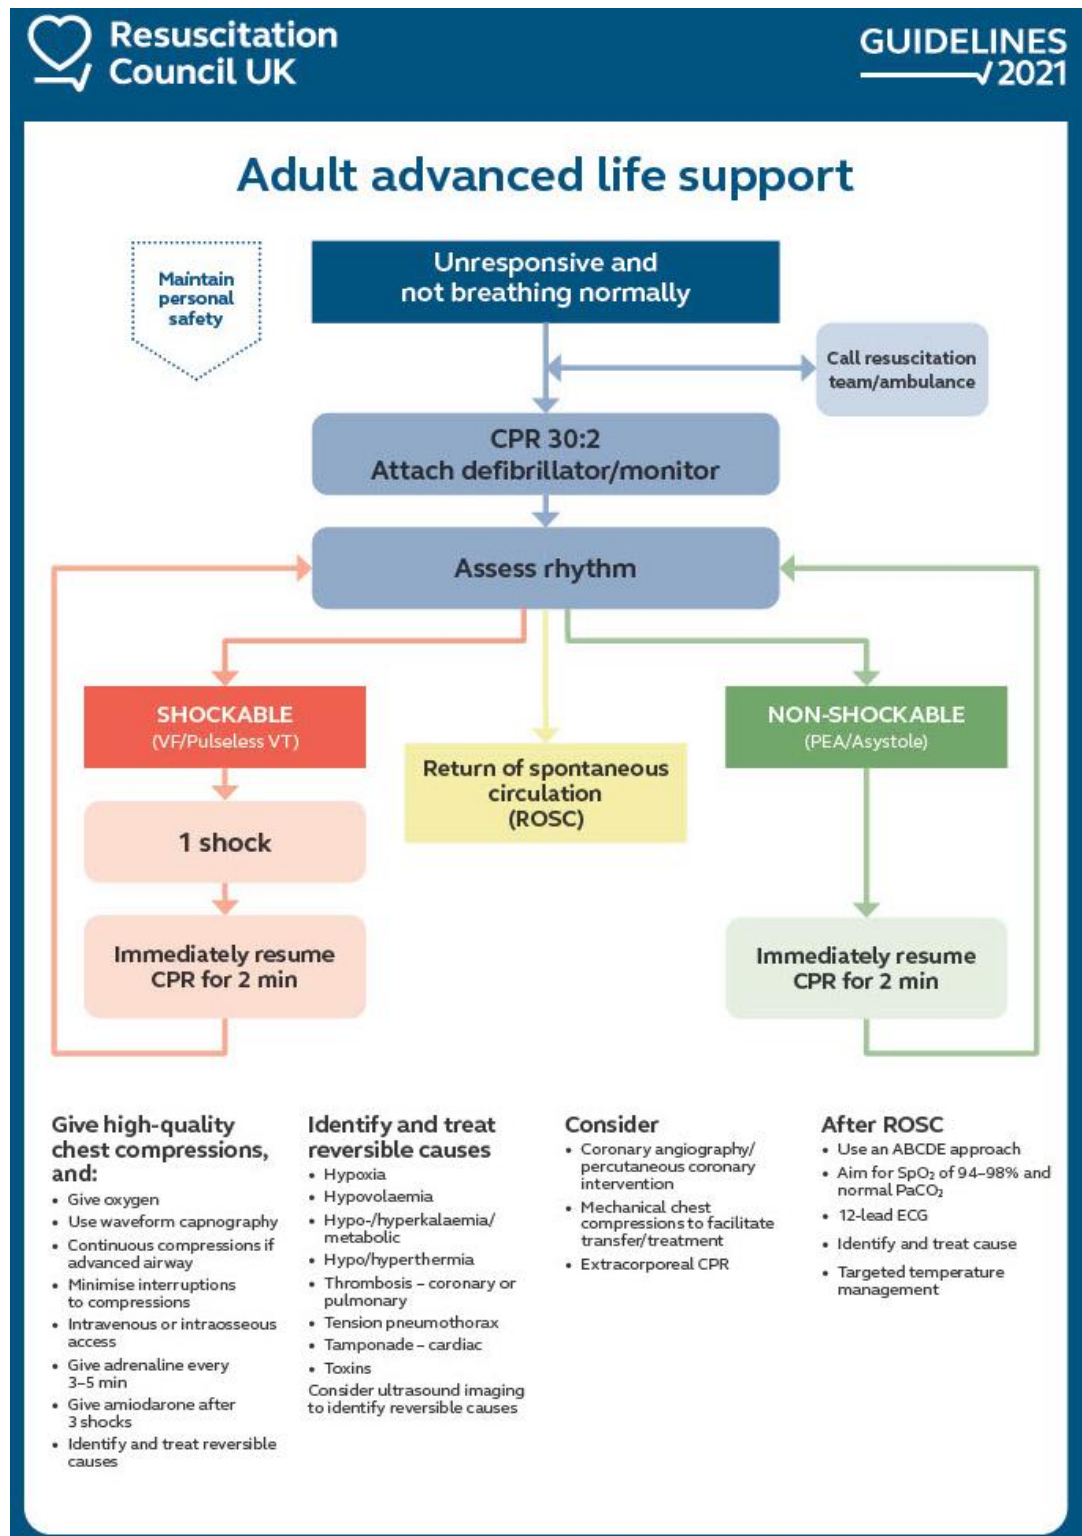 Resuscitation
Council UK
GUIDELINES
2021
Adult advanced life support
Maintain
personal
safety
Unresponsive and
not breathing normally
Call resuscitation
team/ambulance
CPR 30:2
Attach defibrillator/monitor
Assess rhythm
SHOCKABLE
(VF/Pulseless VT)
NON-SHOCKABLE
(PEA/Asystole)
Return of spontaneous
circulation
(ROSC)
1 shock
Immediately resume
CPR for 2 min
Immediately resume
CPR for 2 min
Give high-quality
chest compressions,
and:
• Give oxygen
• Use waveform capnography
• Continuous compressions if
advanced airway
• Minimise interruptions
to compressions
• Intravenous or intraosseous
access
• Give adrenaline every
3–5 min
• Give amiodarone after
3 shocks
• Identify and treat reversible
causes
Identify and treat
reversible causes
• Hypoxia
• Hypovolaemia
• Hypo-/hyperkalaemia/
metabolic
• Hypo/hyperthermia
• Thrombosis – coronary or
pulmonary
• Tension pneumothorax
• Tamponade – cardiac
• Toxins
Consider ultrasound imaging
to identify reversible causes
Consider
• Coronary angiography/
percutaneous coronary
intervention
• Mechanical chest
compressions to facilitate
transfer/treatment
• Extracorporeal CPR
After ROSC
• Use an ABCDE approach
• Aim for SpO₂ of 94–98% and
normal PaCO₂
• 12-lead ECG
• Identify and treat cause
• Targeted temperature
management